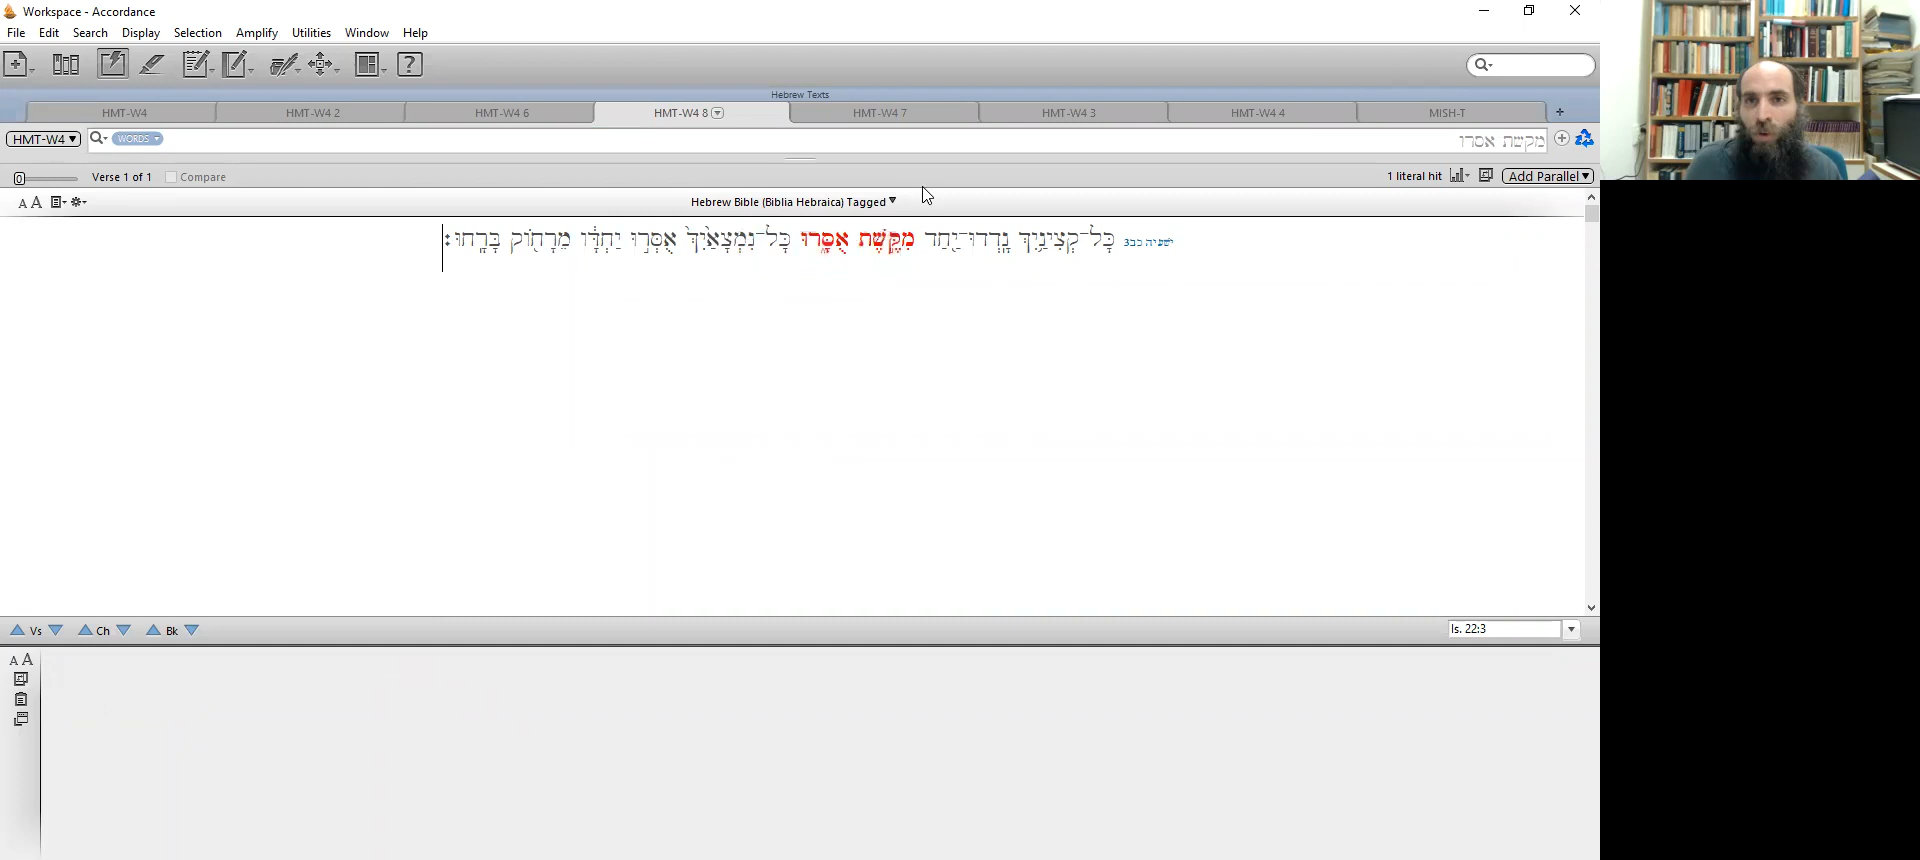 Workspace - Accordance
File Edit Search Display Selection Amplify Utilities Window Help
Hebrew Texts
HMT-W4 HMT-W4 2 HMT-W4 6 HMT-W4 8 HMT-W4 7 HMT-W4 3 HMT-W4 4 MISH-T
HMT-W4 WORDS מקשת אסרו
0 Verse 1 of 1 Compare 1 literal hit Add Parallel
A A Hebrew Bible (Biblia Hebraica) Tagged
ישעיה כב3 כָּל־קְצִינַ֥יִךְ נָֽדְדוּ־יַ֖חַד מִקֶּ֣שֶׁת אֻסָּ֑רוּ כָּל־נִמְצָאַ֙יִךְ֙ אֻסְּר֣וּ יַחְדָּ֔ו מֵרָח֖וֹק בָּרָֽחוּ׃
Vs Ch Bk Is. 22:3
A A